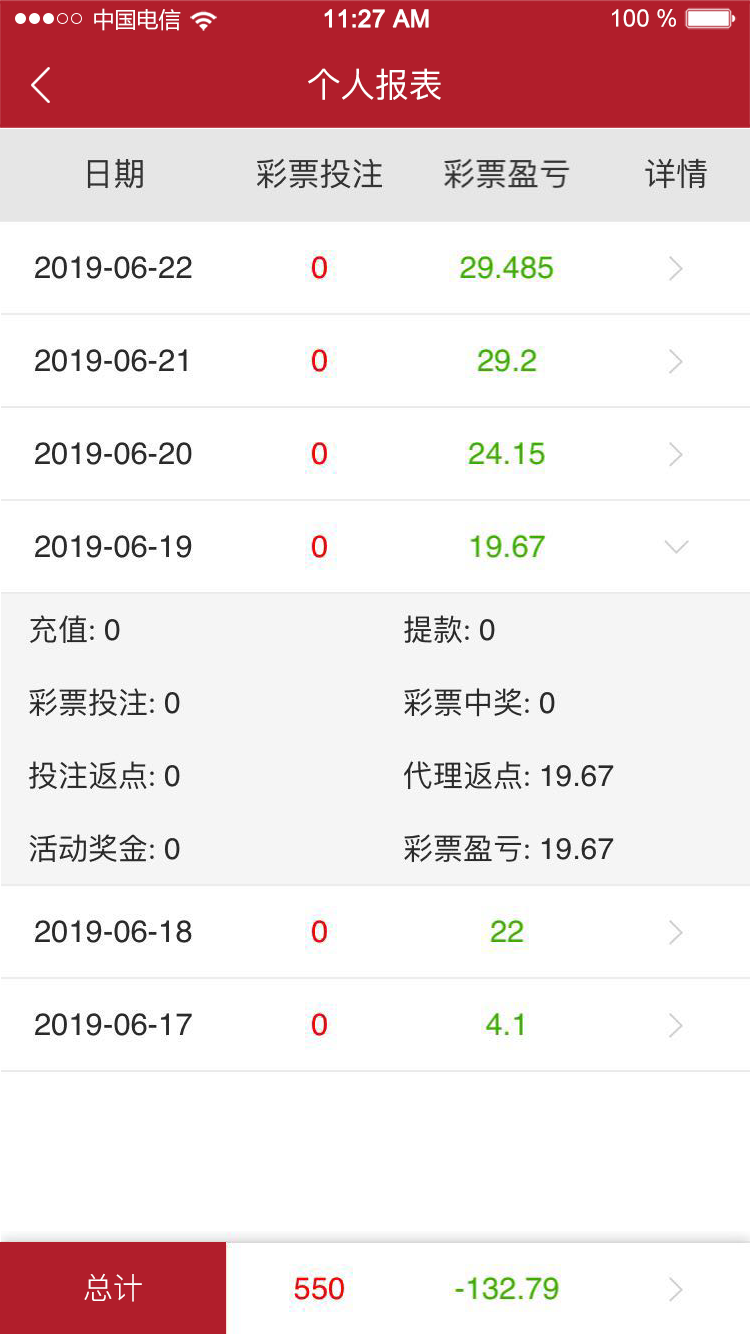 中国电信 11:27 AM 100 %
个人报表
日期 彩票投注 彩票盈亏 详情
2019-06-22 0 29.485
2019-06-21 0 29.2
2019-06-20 0 24.15
2019-06-19 0 19.67
充值: 0 提款: 0
彩票投注: 0 彩票中奖: 0
投注返点: 0 代理返点: 19.67
活动奖金: 0 彩票盈亏: 19.67
2019-06-18 0 22
2019-06-17 0 4.1
总计 550 -132.79